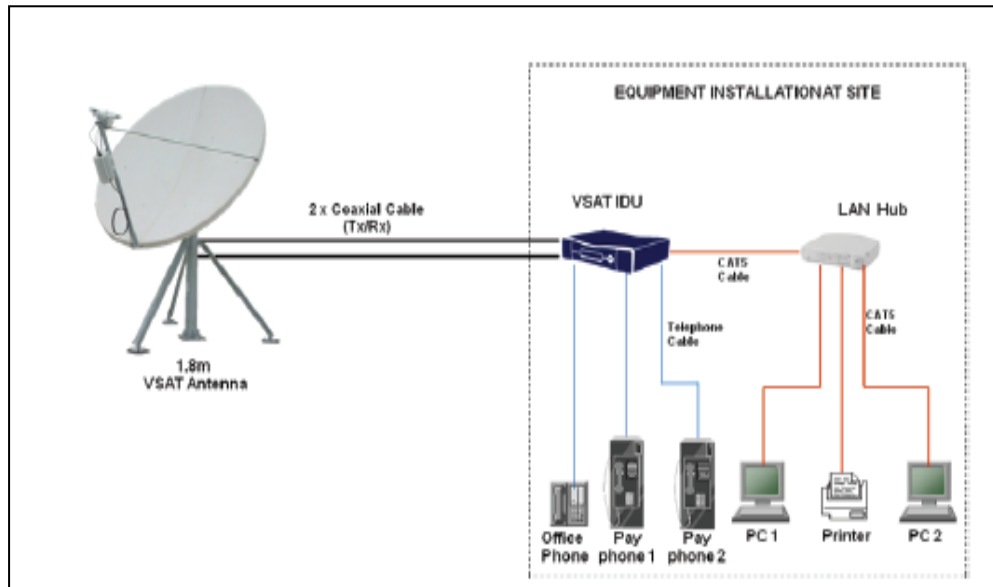 EQUIPMENT INSTALLATIONAT SITE
VSAT IDU
LAN Hub
2 x Coaxial Cable
(Tx/Rx)
CAT5
Cable
CAT5
Cable
Telephone
Cable
1,8m
VSAT Antenna
Office
Phone
Pay
phone 1
Pay
phone 2
PC 1
Printer
PC 2